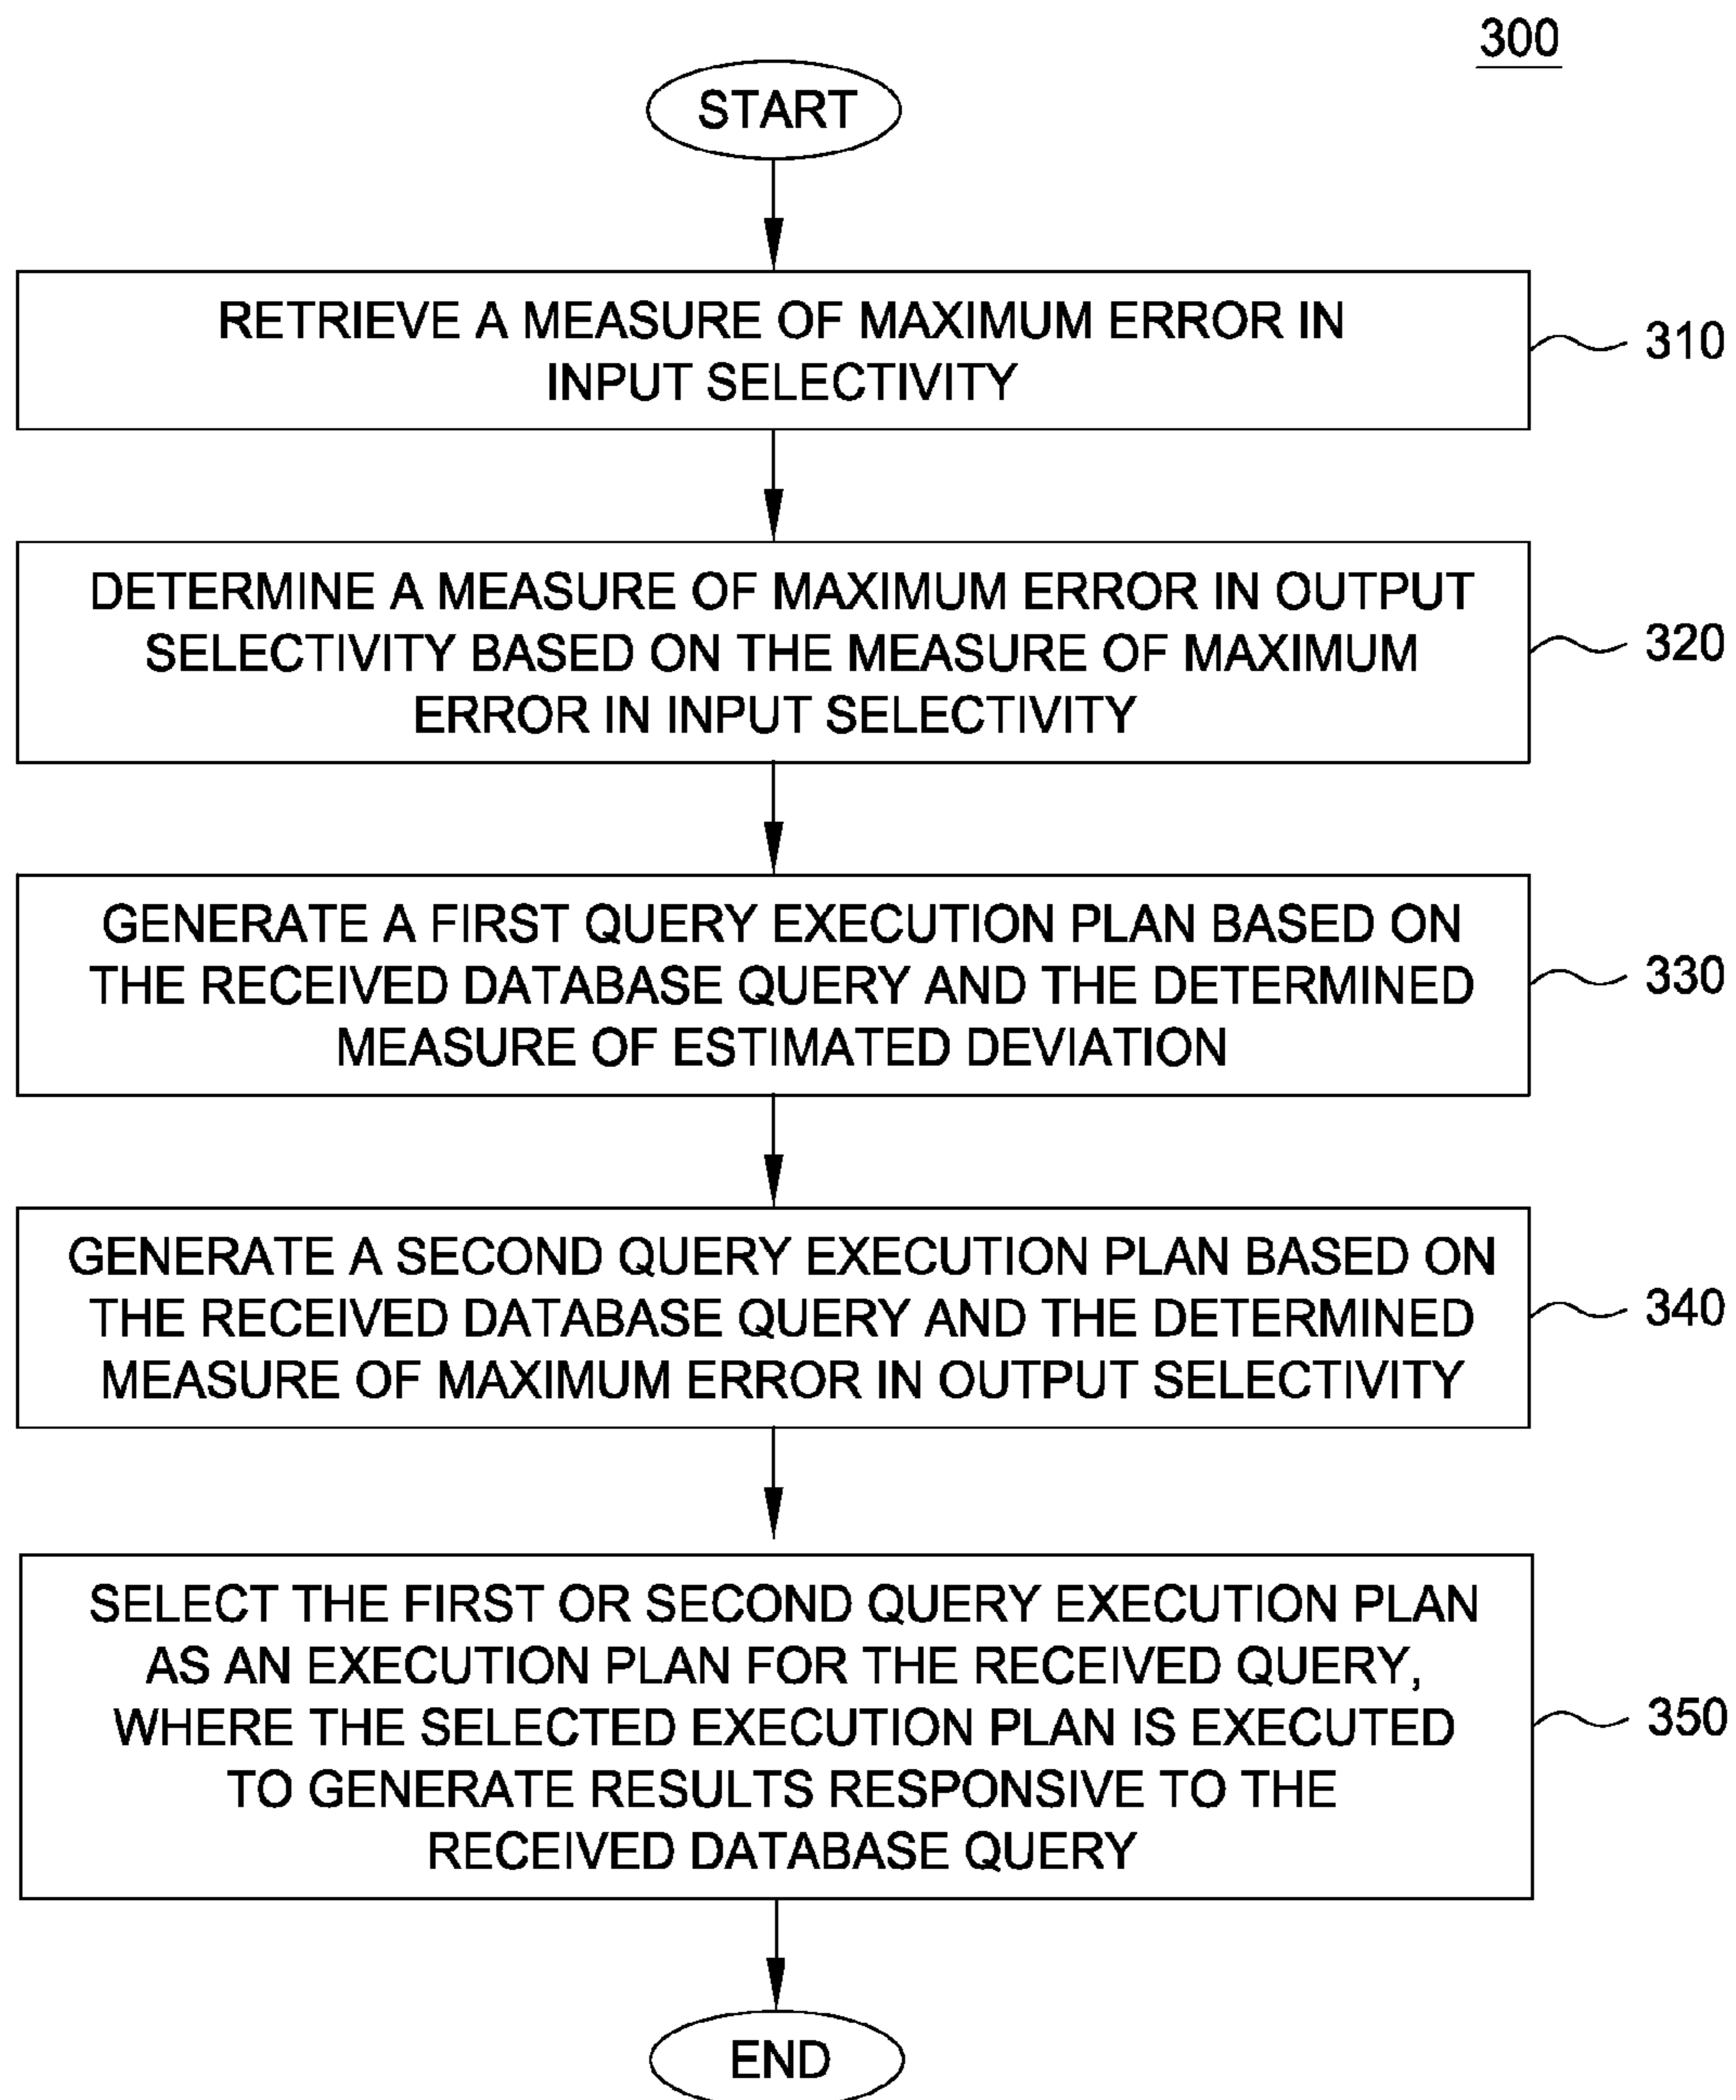 300
START
RETRIEVE A MEASURE OF MAXIMUM ERROR IN
INPUT SELECTIVITY
310
DETERMINE A MEASURE OF MAXIMUM ERROR IN OUTPUT
SELECTIVITY BASED ON THE MEASURE OF MAXIMUM
ERROR IN INPUT SELECTIVITY
320
GENERATE A FIRST QUERY EXECUTION PLAN BASED ON
THE RECEIVED DATABASE QUERY AND THE DETERMINED
MEASURE OF ESTIMATED DEVIATION
330
GENERATE A SECOND QUERY EXECUTION PLAN BASED ON
THE RECEIVED DATABASE QUERY AND THE DETERMINED
MEASURE OF MAXIMUM ERROR IN OUTPUT SELECTIVITY
340
SELECT THE FIRST OR SECOND QUERY EXECUTION PLAN
AS AN EXECUTION PLAN FOR THE RECEIVED QUERY,
WHERE THE SELECTED EXECUTION PLAN IS EXECUTED
TO GENERATE RESULTS RESPONSIVE TO THE
RECEIVED DATABASE QUERY
350
END